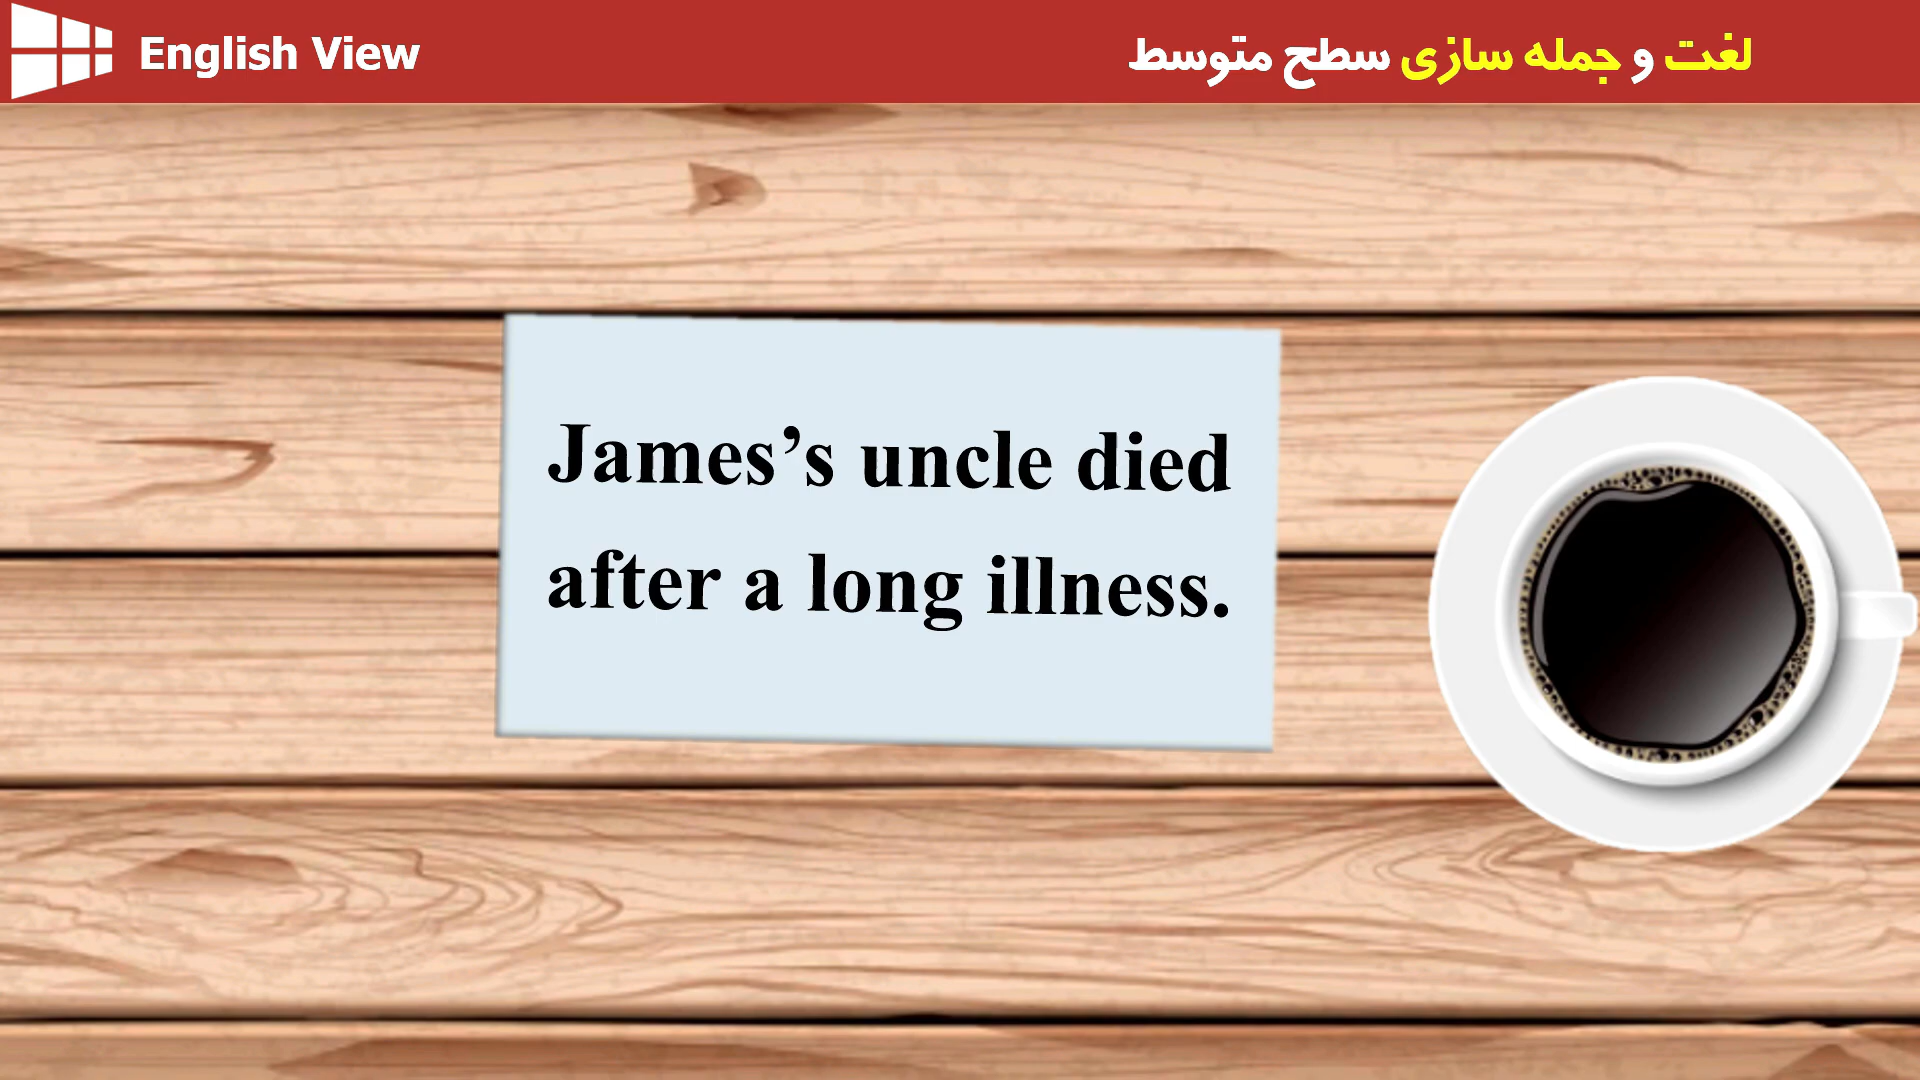 English View
لغت و جمله سازی سطح متوسط
James’s uncle died
after a long illness.